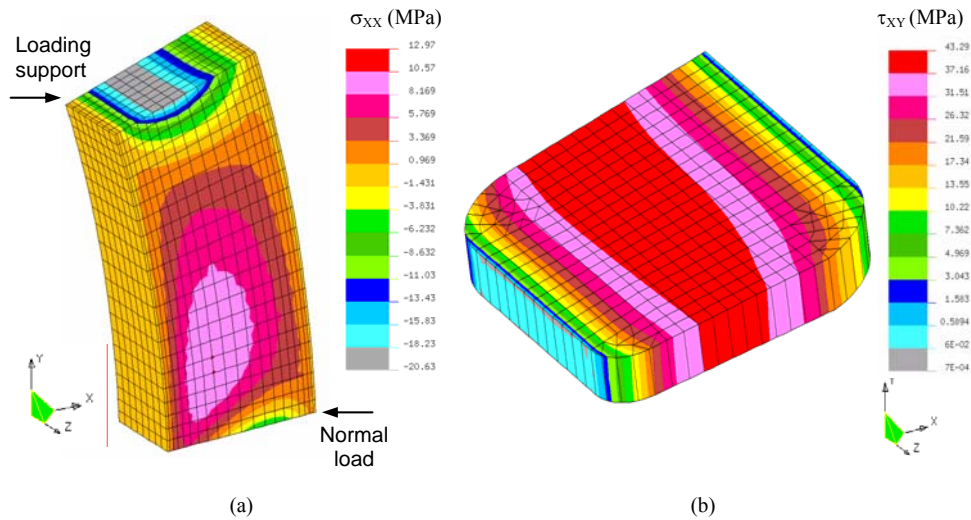 σXX (MPa)
Loading
support
12.97
10.57
8.169
5.769
3.369
0.969
-1.431
-3.831
-6.232
-8.632
-11.03
-13.43
-15.83
-18.23
-20.63
Normal
load
Y
X
Z
(a)
τXY (MPa)
43.29
37.16
31.51
26.32
21.59
17.34
13.55
10.22
7.362
4.969
3.043
1.583
0.5894
6E-02
7E-04
X
Z
(b)